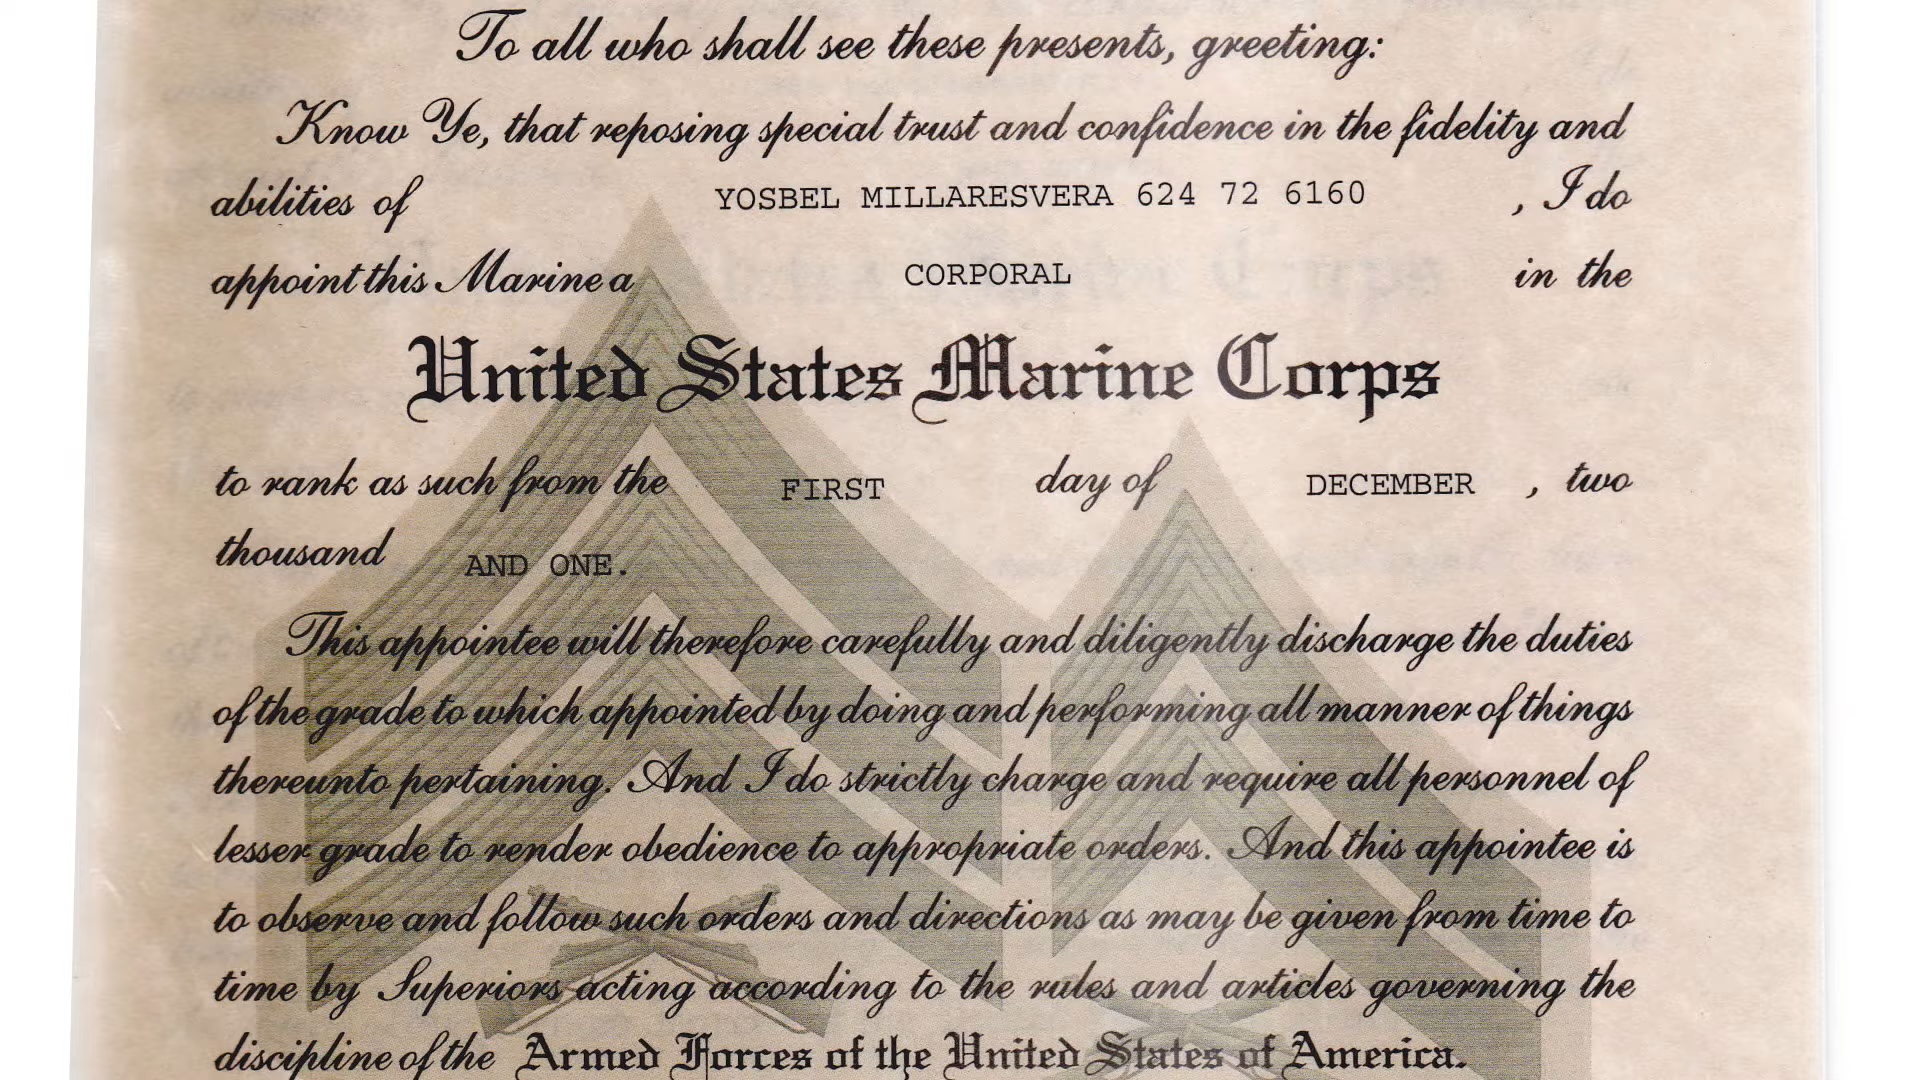 To all who shall see these presents, greeting:
Know Ye, that reposing special trust and confidence in the fidelity and
abilities of YOSBEL MILLARESVERA 624 72 6160 , I do
appoint this Marine a CORPORAL in the
United States Marine Corps
to rank as such from the FIRST day of DECEMBER , two
thousand AND ONE.
This appointee will therefore carefully and diligently discharge the duties
of the grade to which appointed by doing and performing all manner of things
thereunto pertaining. And I do strictly charge and require all personnel of
lesser grade to render obedience to appropriate orders. And this appointee is
to observe and follow such orders and directions as may be given from time to
time by Superiors acting according to the rules and articles governing the
discipline of the Armed Forces of the United States of America.